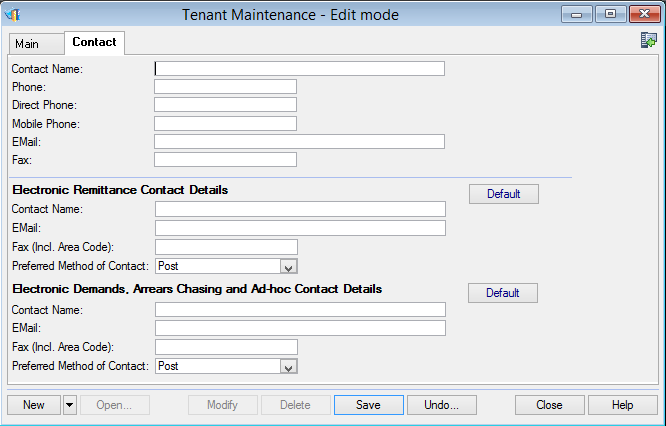 Tenant Maintenance - Edit mode
Main Contact
Contact Name:
Phone:
Direct Phone:
Mobile Phone:
EMail:
Fax:
Electronic Remittance Contact Details Default
Contact Name:
EMail:
Fax (Incl. Area Code):
Preferred Method of Contact: Post
Electronic Demands, Arrears Chasing and Ad-hoc Contact Details Default
Contact Name:
EMail:
Fax (Incl. Area Code):
Preferred Method of Contact: Post
New Open... Modify Delete Save Undo... Close Help